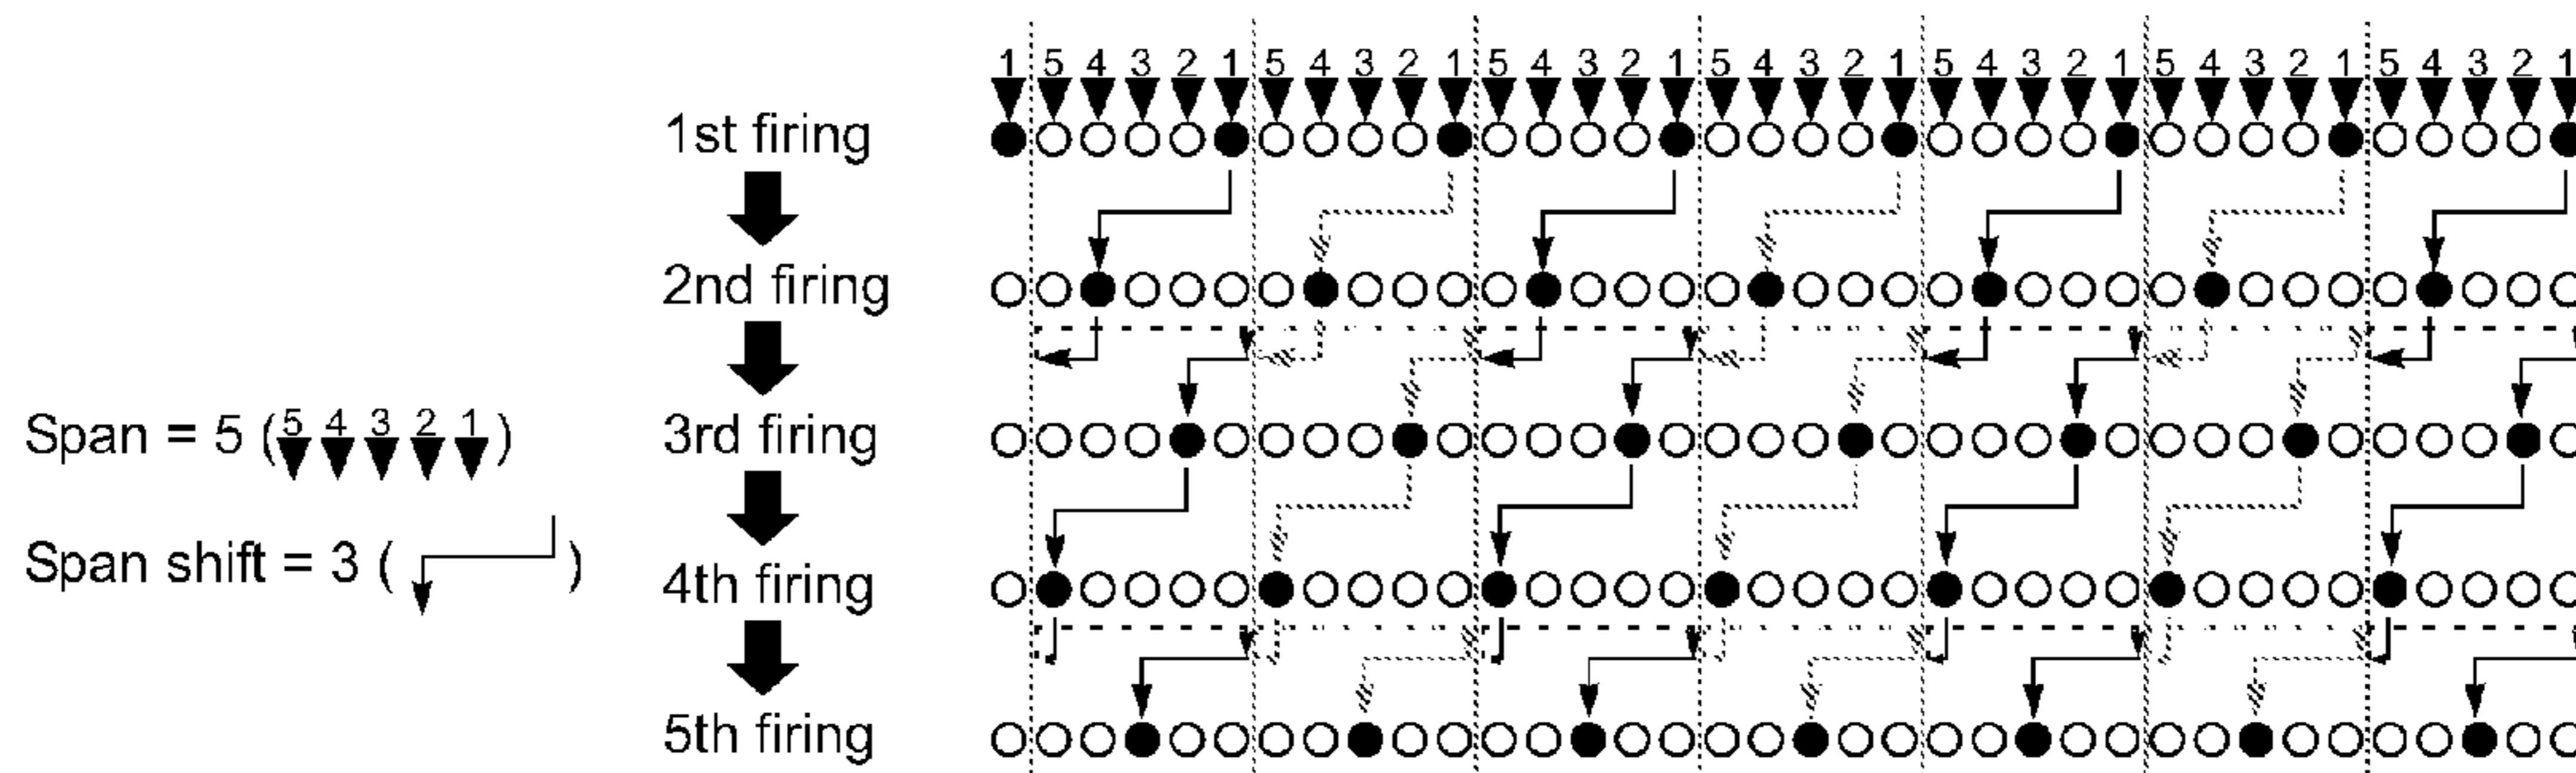 1 5 4 3 2 1 5 4 3 2 1 5 4 3 2 1 5 4 3 2 1 5 4 3 2 1 5 4 3 2 1 5 4 3 2 1
1st firing
2nd firing
3rd firing
4th firing
5th firing
5 4 3 2 1
Span = 5 ( )
Span shift = 3 ( )